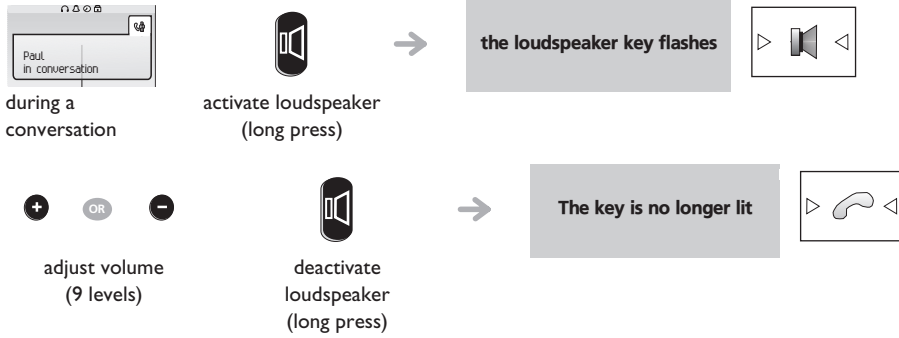 Paul
in conversation
during a
conversation
activate loudspeaker
(long press)
the loudspeaker key flashes
OR
adjust volume
(9 levels)
deactivate
loudspeaker
(long press)
The key is no longer lit